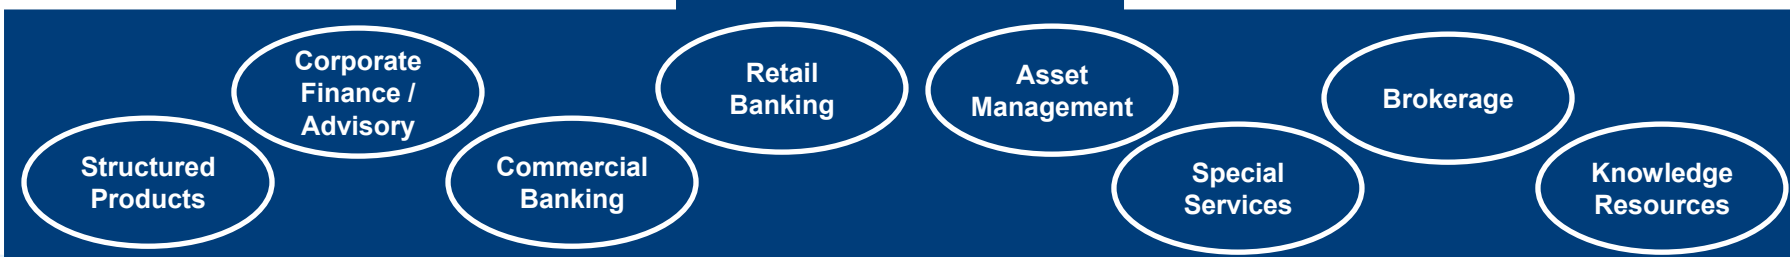 Structured
Products
Corporate
Finance /
Advisory
Commercial
Banking
Retail
Banking
Asset
Management
Special
Services
Brokerage
Knowledge
Resources